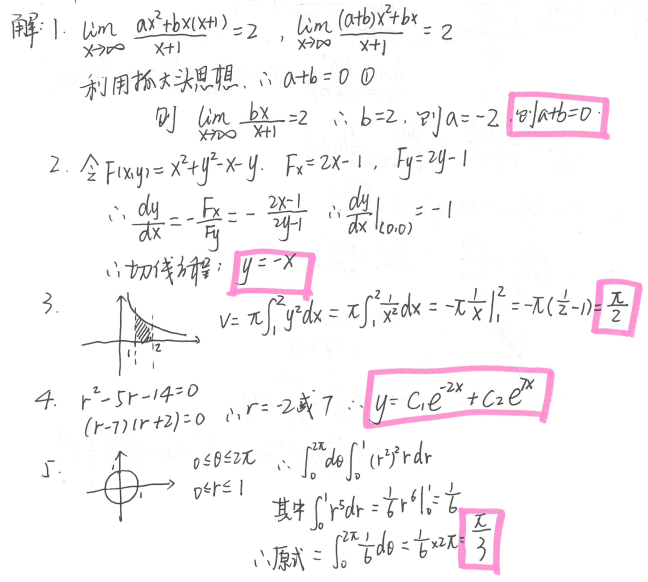 解: 1. lim x→∞ (ax²+bx(x+1))/(x+1) = 2 , lim x→∞ ((a+b)x²+bx)/(x+1) = 2
利用抓大头思想, ∴ a+b=0 ①
则 lim x→∞ bx/(x+1) = 2 ∴ b=2, 则 a=-2, 则 a+b=0.
2. 令 F(x,y)=x²+y²-x-y. Fx=2x-1, Fy=2y-1
∴ dy/dx = -Fx/Fy = - (2x-1)/(2y-1) ∴ dy/dx|(0,0) = -1
∴ 切线方程: y=-x
3. 1 2 V= π∫₁² y²dx = π∫₁² 1/x² dx = -π 1/x |₁² = -π(1/2 -1) = π/2
4. r²-5r-14=0
(r-7)(r+2)=0 ∴ r=-2或7 ∴ y=C₁e^(-2x)+C₂e^(7x)
5. 1 1 0≤θ≤2π ∴ ∫₀^(2π) dθ ∫₀¹ (r²)² r dr
0≤r≤1
其中 ∫₀¹ r⁵dr = 1/6 r⁶|₀¹ = 1/6
∴ 原式 = ∫₀^(2π) 1/6 dθ = 1/6 ×2π = π/3